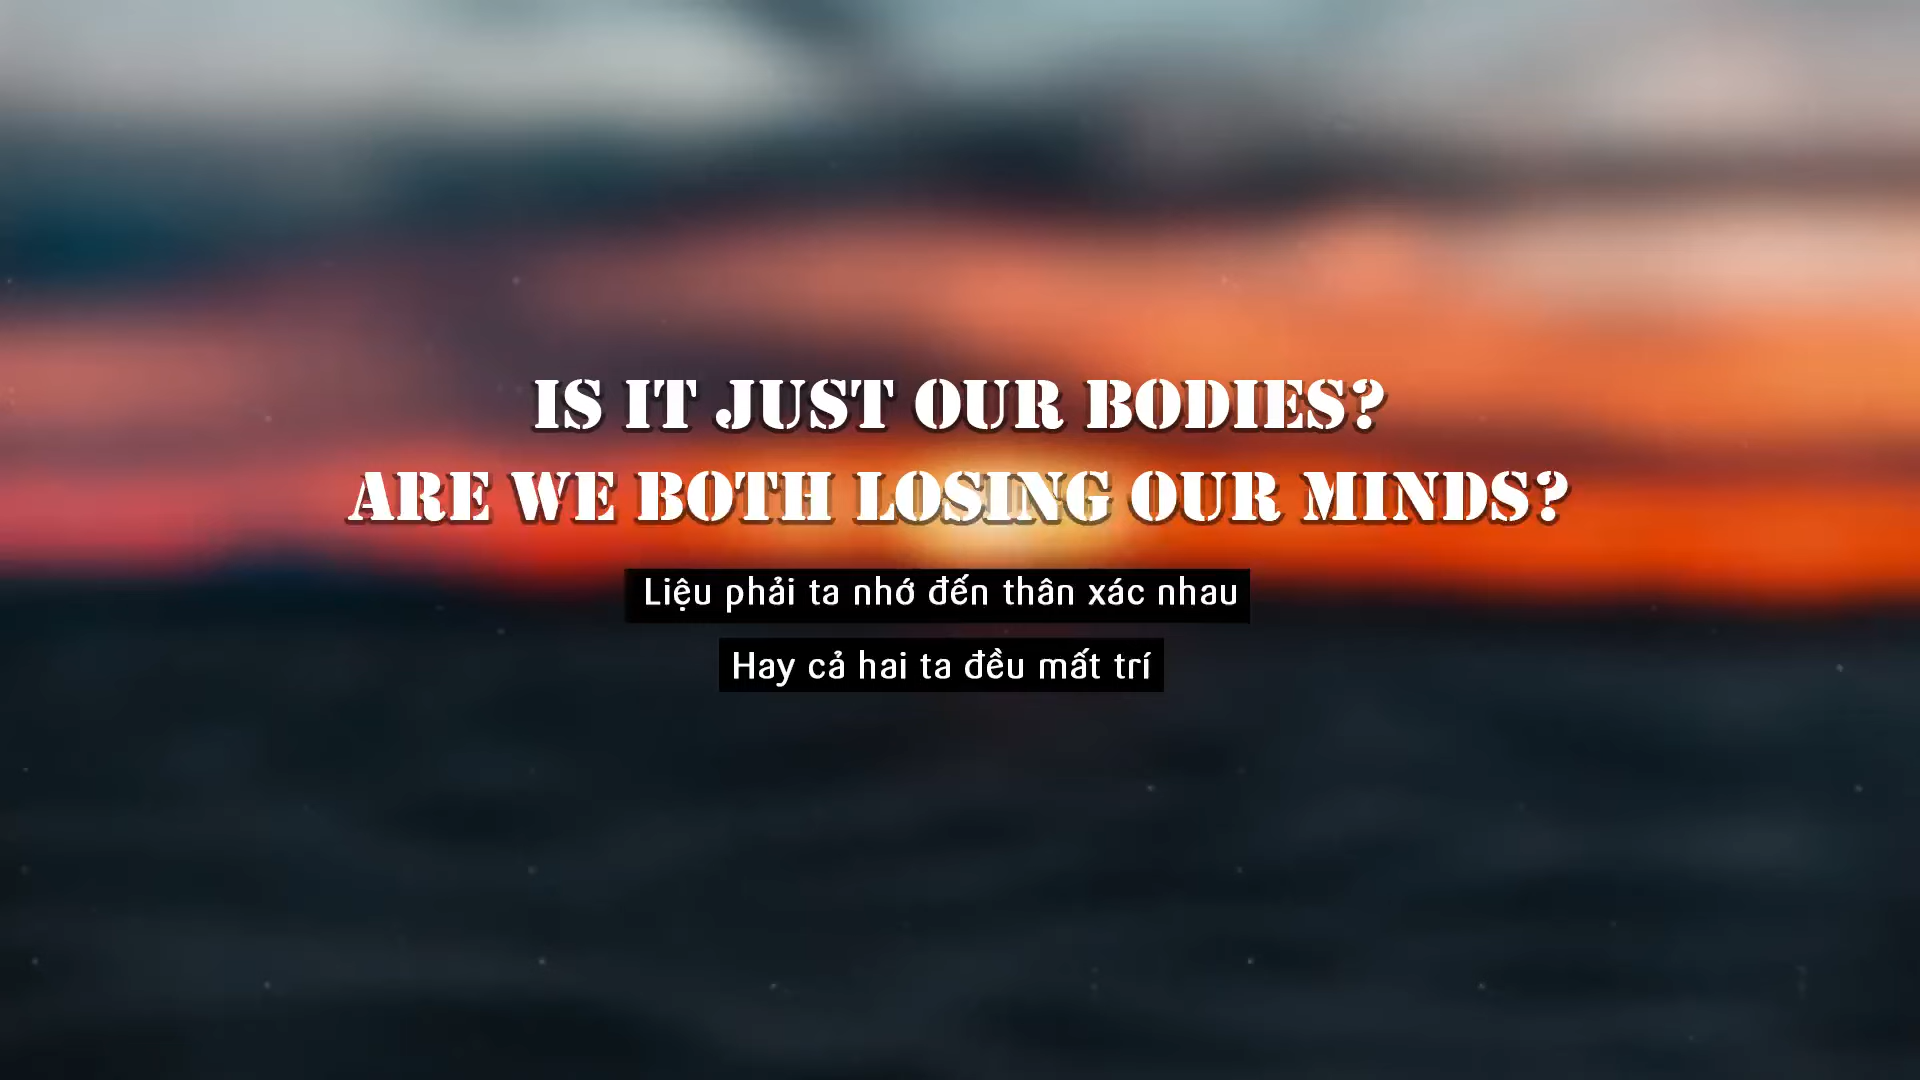 IS IT JUST OUR BODIES?
ARE WE BOTH LOSING OUR MINDS?
Liệu phải ta nhớ đến thân xác nhau
Hay cả hai ta đều mất trí